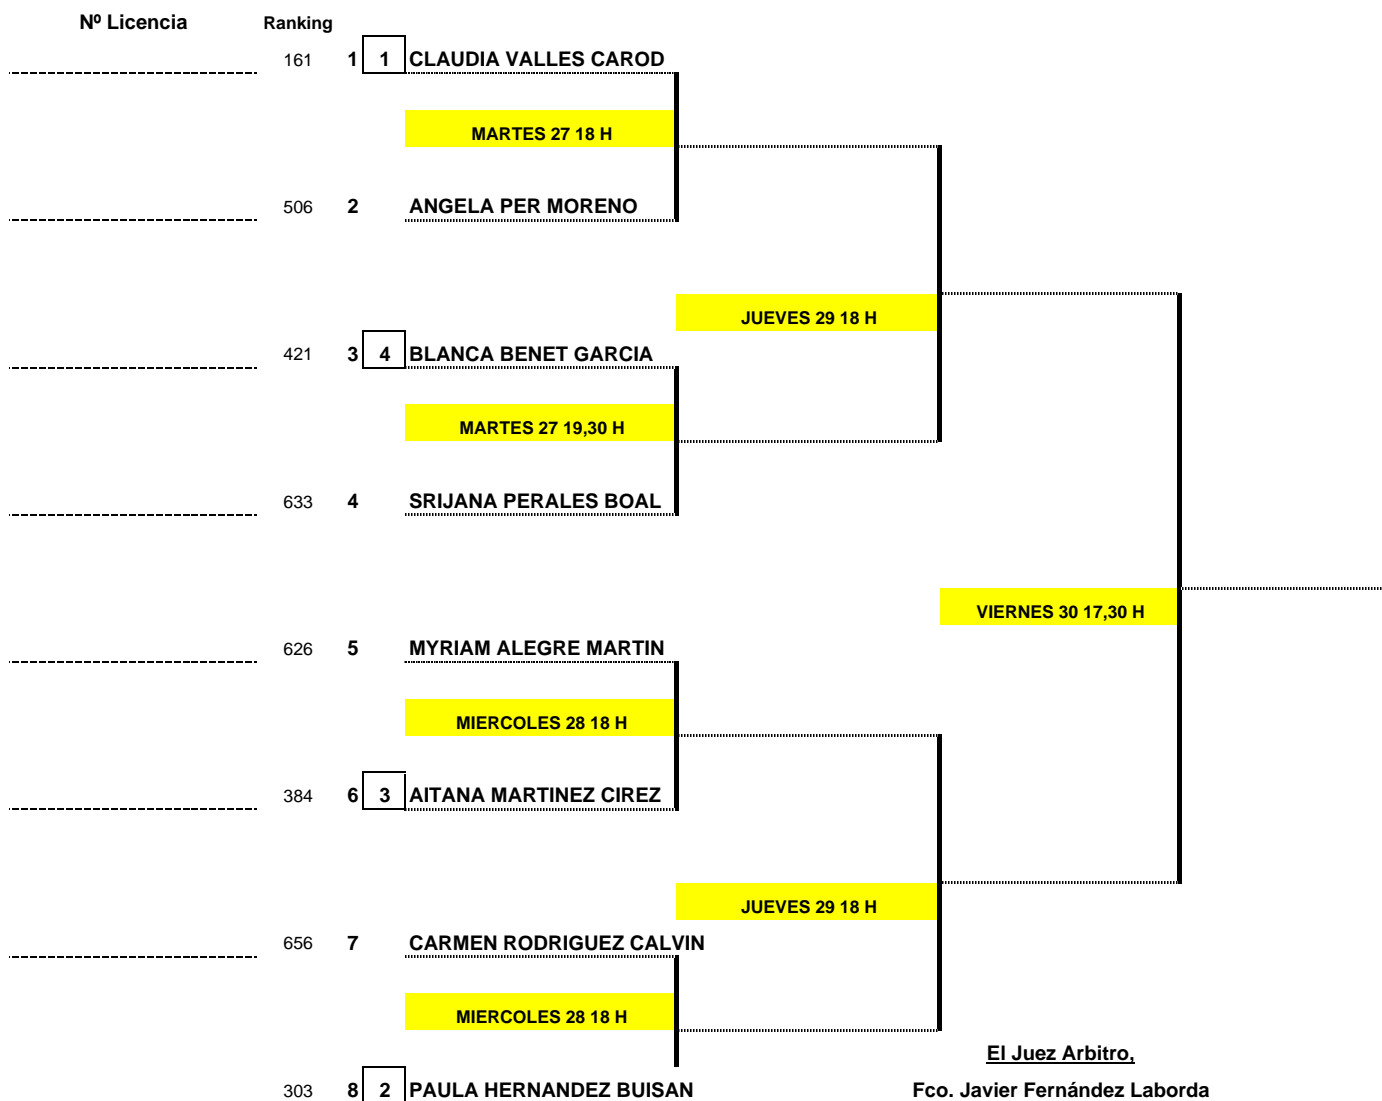 Nº Licencia Ranking
161 1 1 CLAUDIA VALLES CAROD
MARTES 27 18 H
506 2 ANGELA PER MORENO
JUEVES 29 18 H
421 3 4 BLANCA BENET GARCIA
MARTES 27 19,30 H
633 4 SRIJANA PERALES BOAL
VIERNES 30 17,30 H
626 5 MYRIAM ALEGRE MARTIN
MIERCOLES 28 18 H
384 6 3 AITANA MARTINEZ CIREZ
JUEVES 29 18 H
656 7 CARMEN RODRIGUEZ CALVIN
MIERCOLES 28 18 H
El Juez Arbitro,
303 8 2 PAULA HERNANDEZ BUISAN Fco. Javier Fernández Laborda